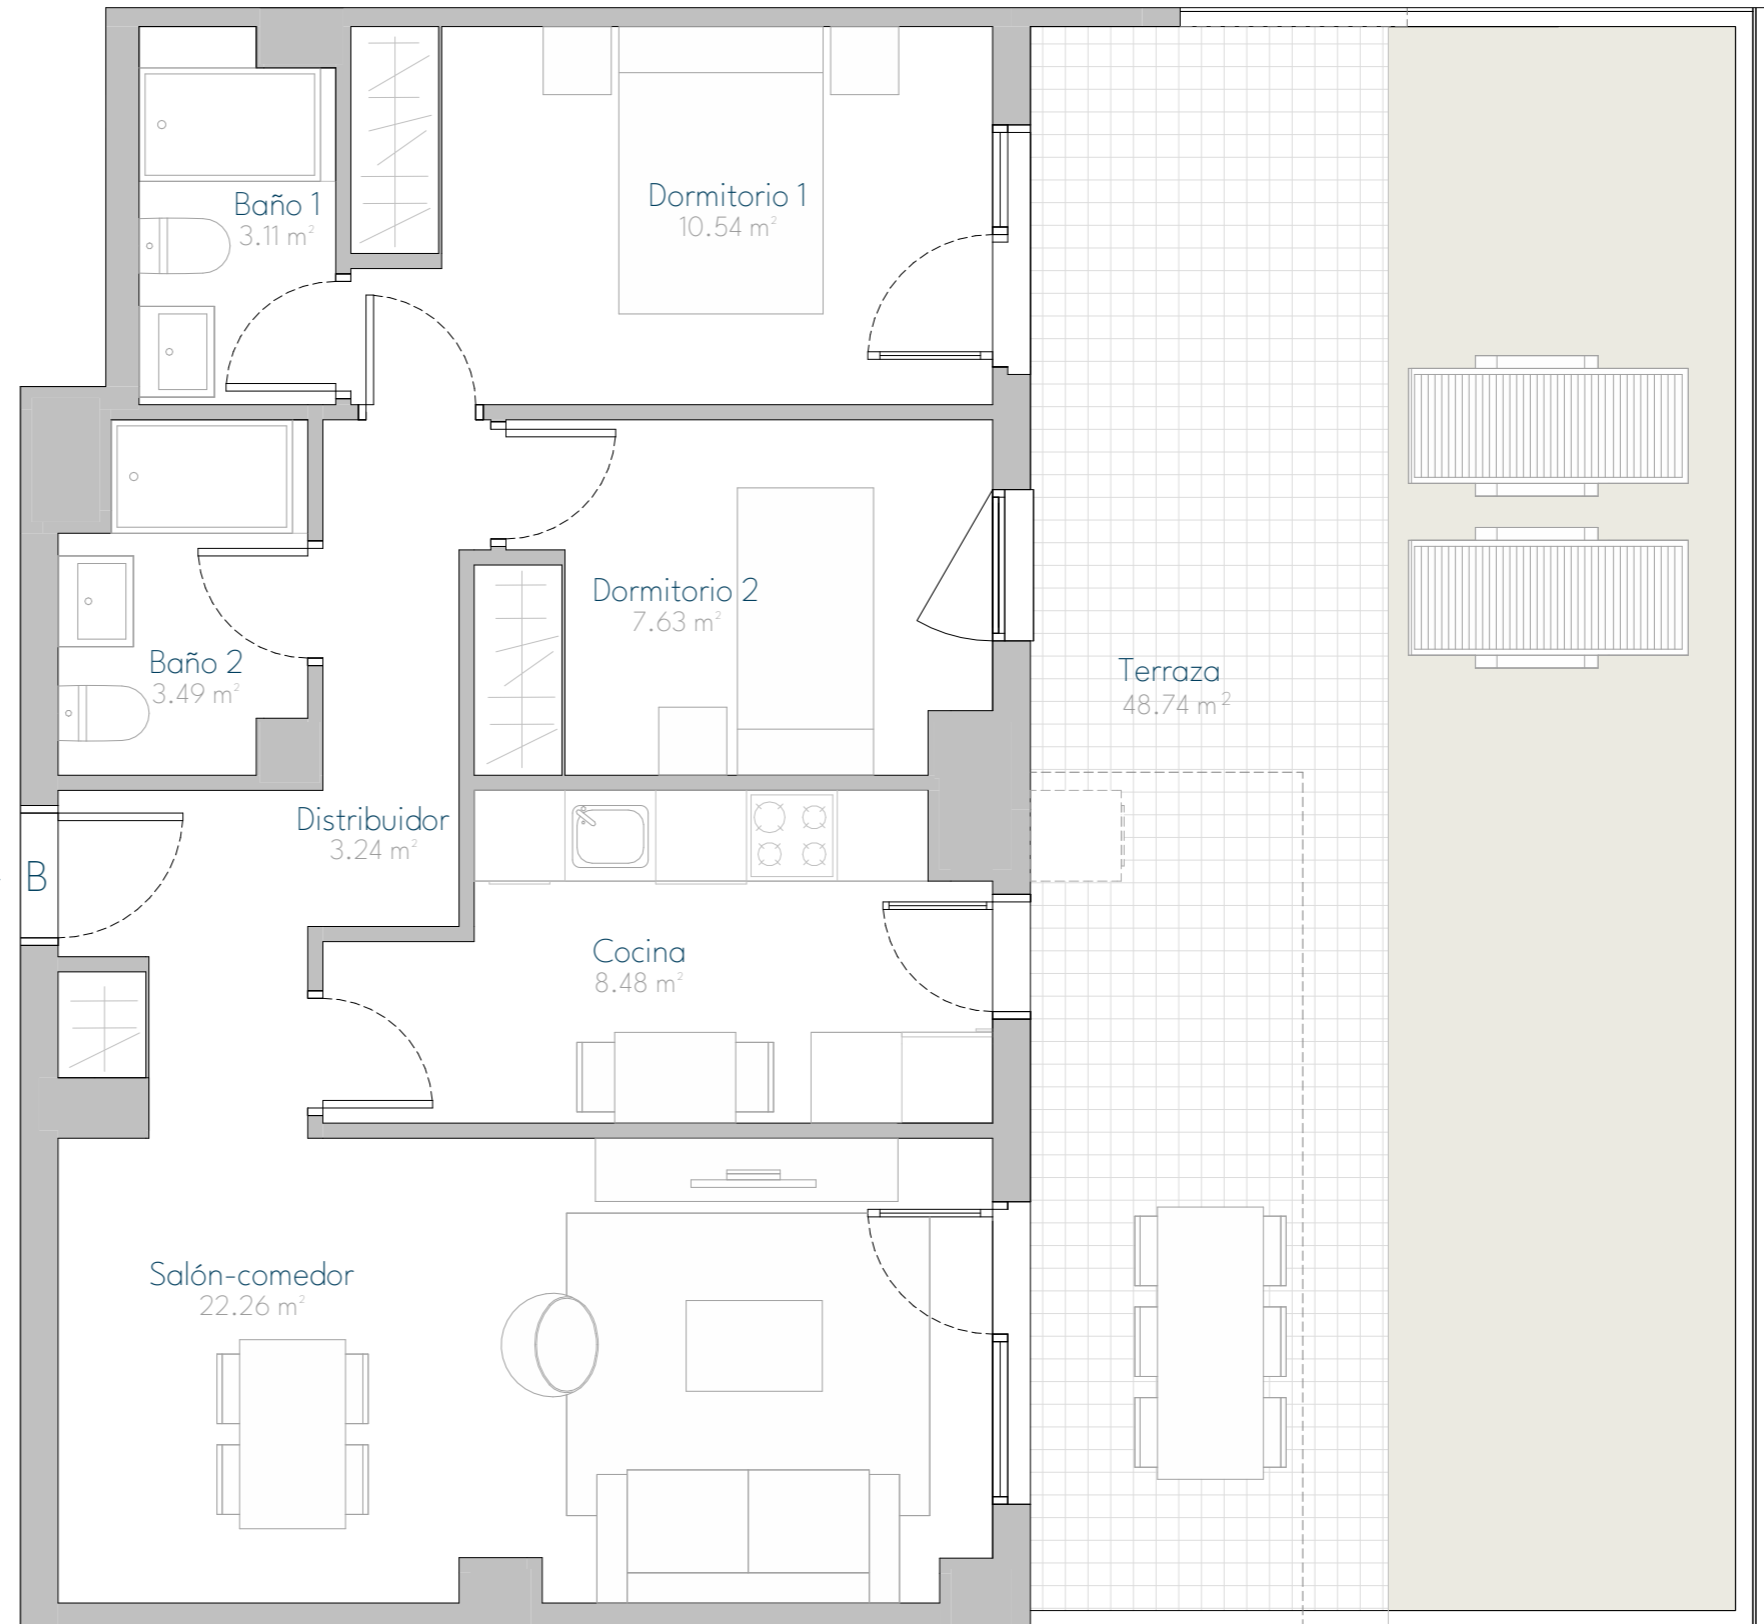 Baño 1
3.11 m²
Dormitorio 1
10.54 m²
Dormitorio 2
7.63 m²
Baño 2
3.49 m²
Terraza
48.74 m²
Distribuidor
3.24 m²
B
Cocina
8.48 m²
Salón-comedor
22.26 m²